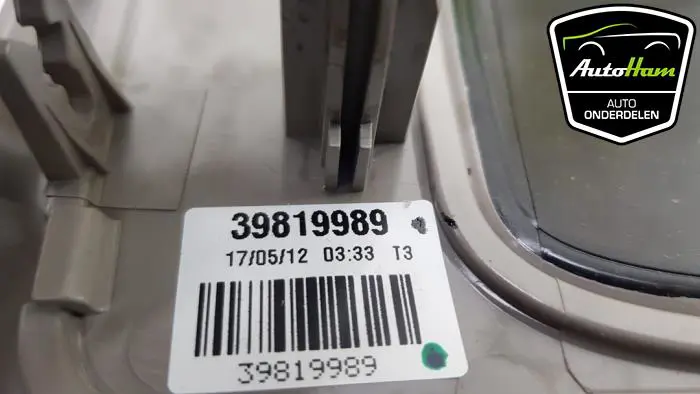 AutoHam
AUTO
ONDERDELEN
39819989
17/05/12 03:33 T3
39819989